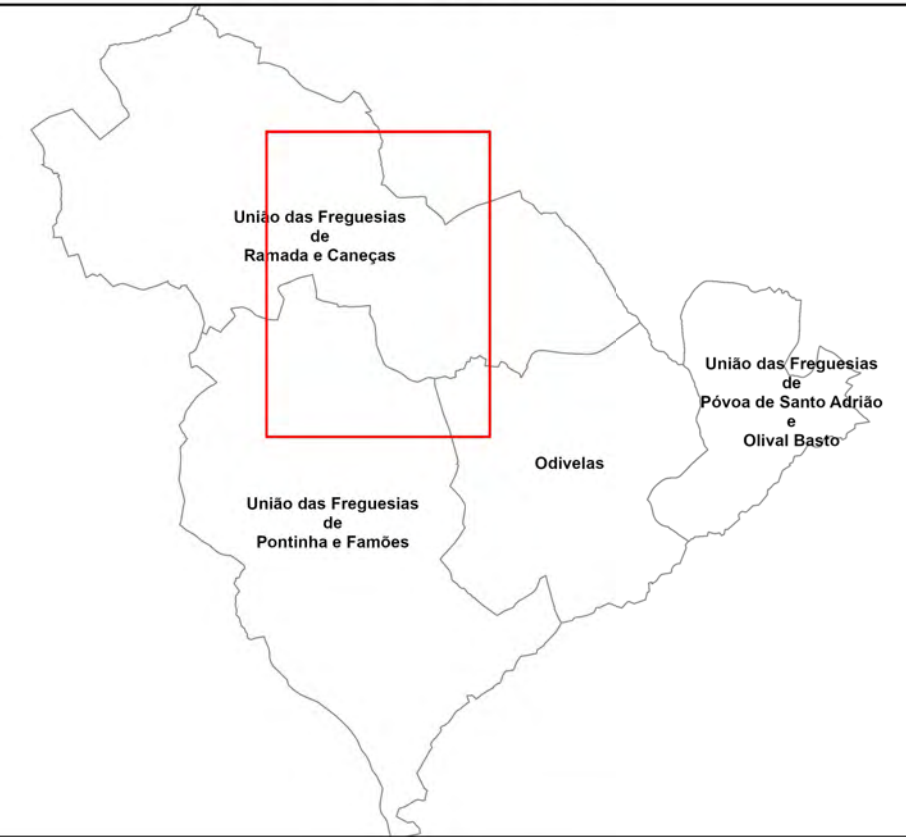 União das Freguesias
de
Ramada e Caneças
União das Freguesias
de
Póvoa de Santo Adrião
e
Olival Basto
Odivelas
União das Freguesias
de
Pontinha e Famões